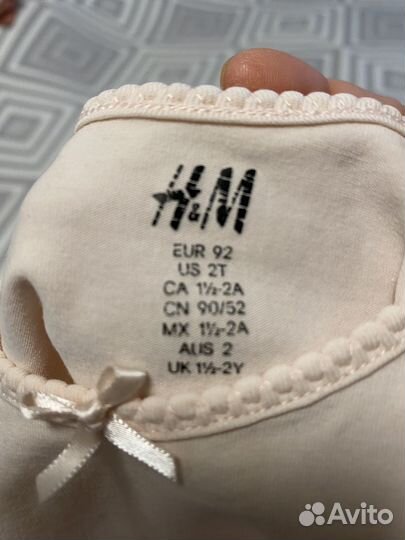 H&M
EUR 92
US 2T
CA 1½-2A
CN 90/52
MX 1½-2A
AUS 2
UK 1½-2Y
Avito